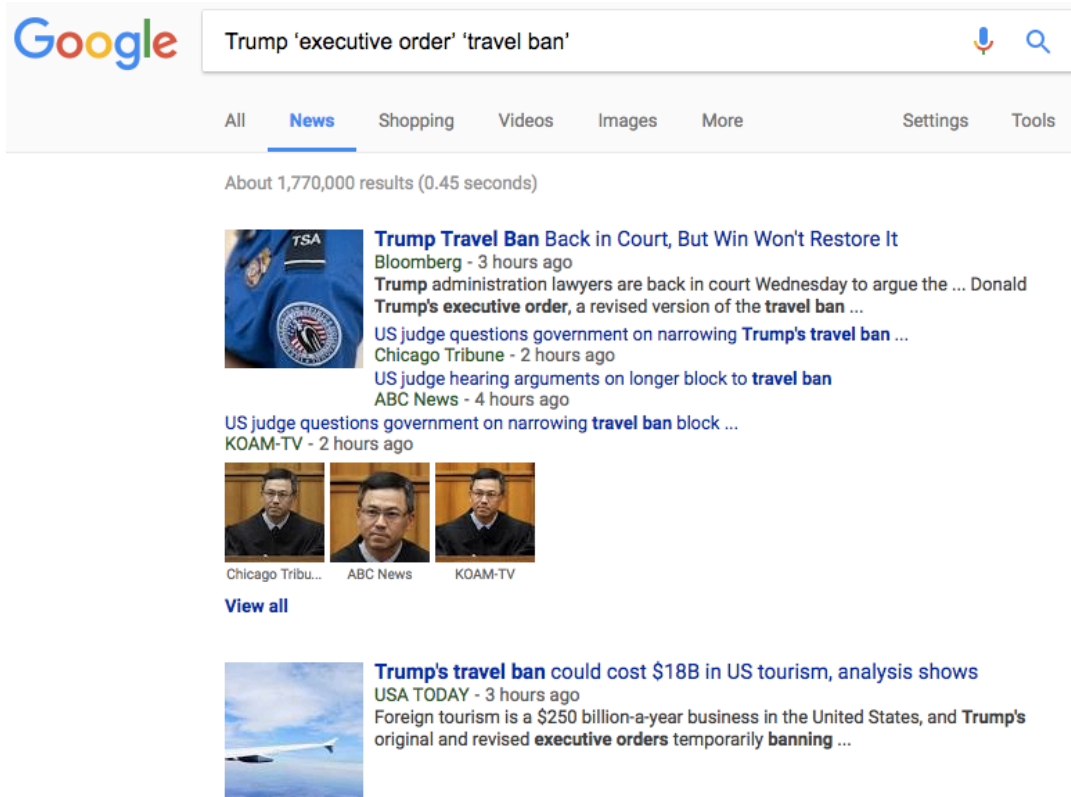 Google
Trump ‘executive order’ ‘travel ban’
All News Shopping Videos Images More Settings Tools
About 1,770,000 results (0.45 seconds)
TSA
Trump Travel Ban Back in Court, But Win Won't Restore It
Bloomberg - 3 hours ago
Trump administration lawyers are back in court Wednesday to argue the ... Donald
Trump's executive order, a revised version of the travel ban ...
US judge questions government on narrowing Trump's travel ban ...
Chicago Tribune - 2 hours ago
US judge hearing arguments on longer block to travel ban
ABC News - 4 hours ago
US judge questions government on narrowing travel ban block ...
KOAM-TV - 2 hours ago
Chicago Tribu... ABC News KOAM-TV
View all
Trump's travel ban could cost $18B in US tourism, analysis shows
USA TODAY - 3 hours ago
Foreign tourism is a $250 billion-a-year business in the United States, and Trump's
original and revised executive orders temporarily banning ...